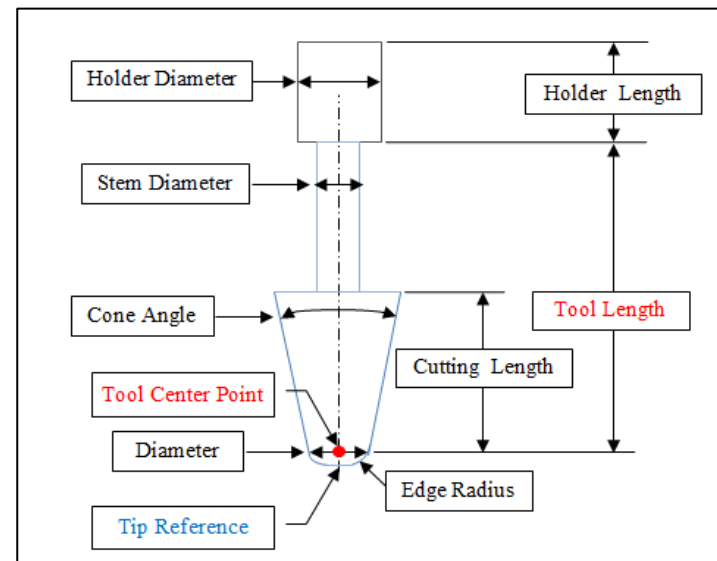 Holder Diameter
Holder Length
Stem Diameter
Tool Length
Cone Angle
Cutting Length
Tool Center Point
Diameter
Edge Radius
Tip Reference